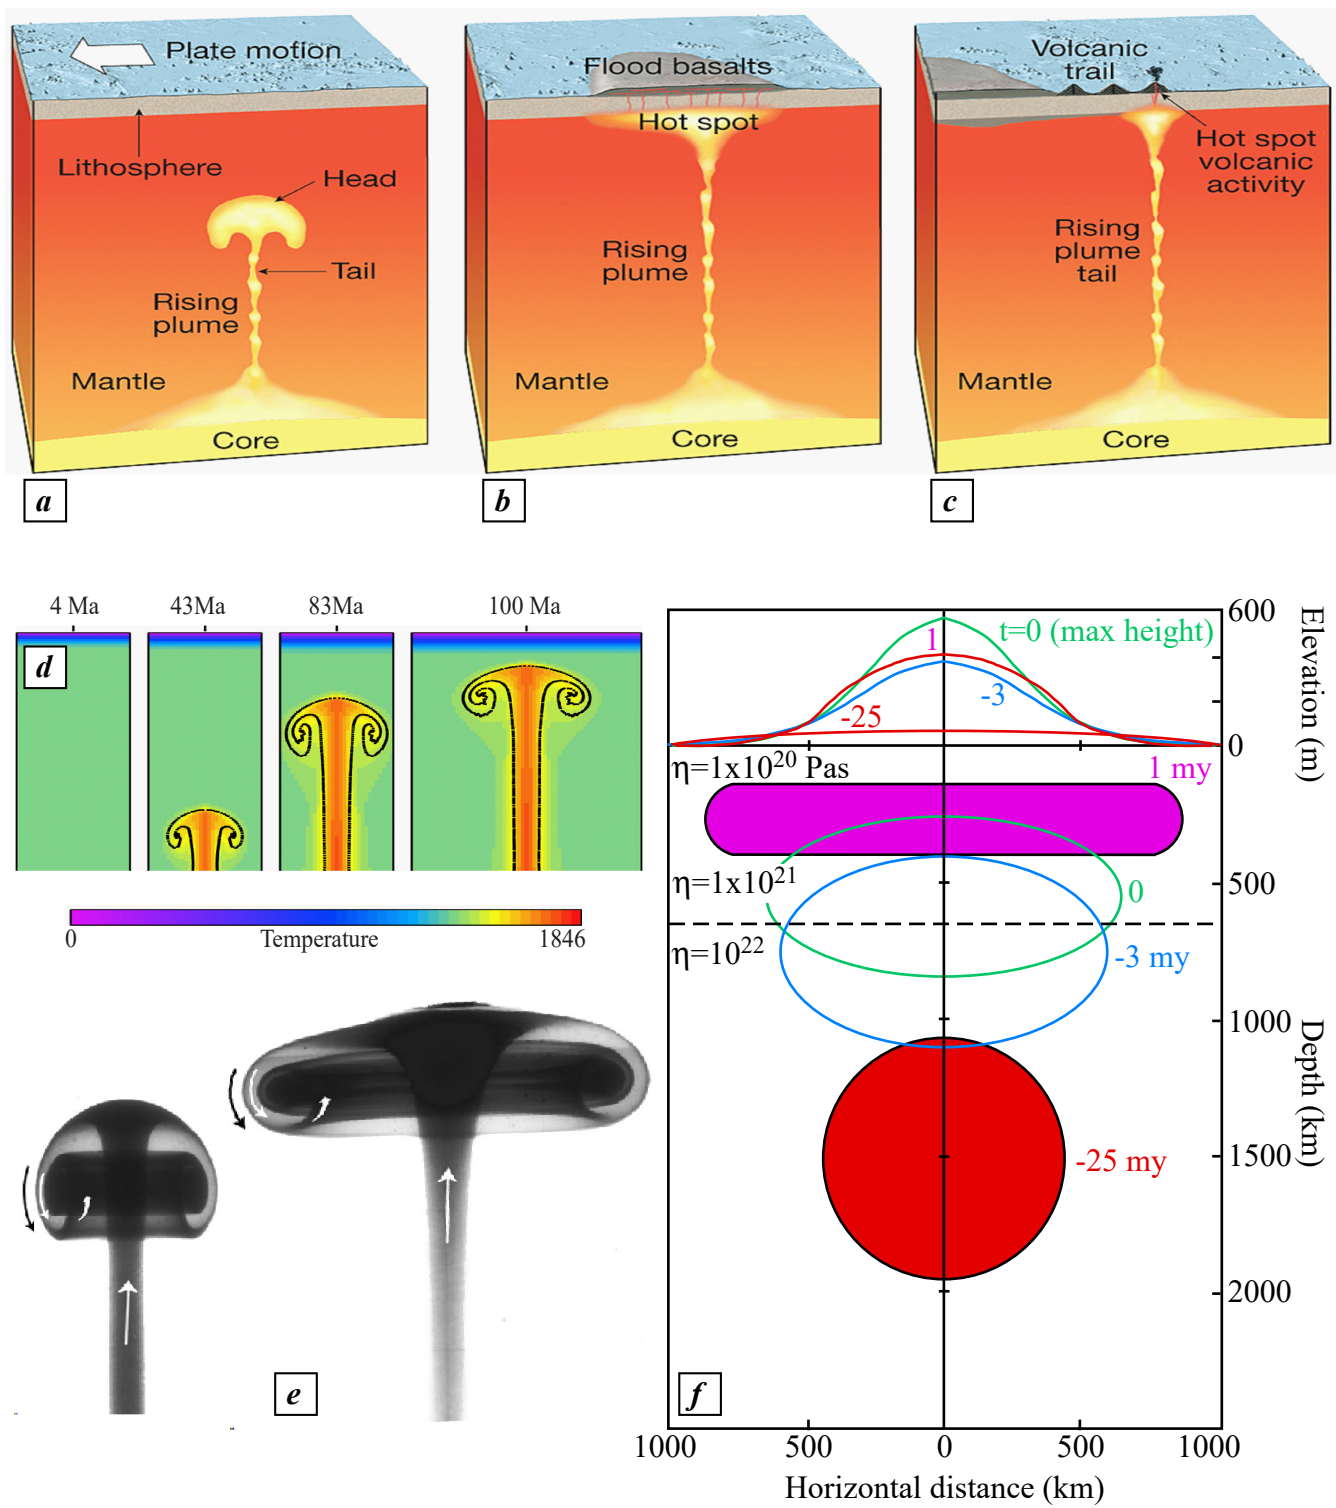 Plate motion
Lithosphere
Head
Tail
Rising
plume
Mantle
Core
a
Flood basalts
Hot spot
Rising
plume
Mantle
Core
b
Volcanic
trail
Hot spot
volcanic
activity
Rising
plume
tail
Mantle
Core
c
4 Ma
43Ma
83Ma
100 Ma
d
0
Temperature
1846
e
600
t=0 (max height)
1
-3
-25
0
Elevation (m)
η=1x10²⁰ Pas
1 my
η=1x10²¹
0
500
η=10²²
-3 my
1000
Depth (km)
-25 my
1500
2000
f
1000
500
0
500
1000
Horizontal distance (km)